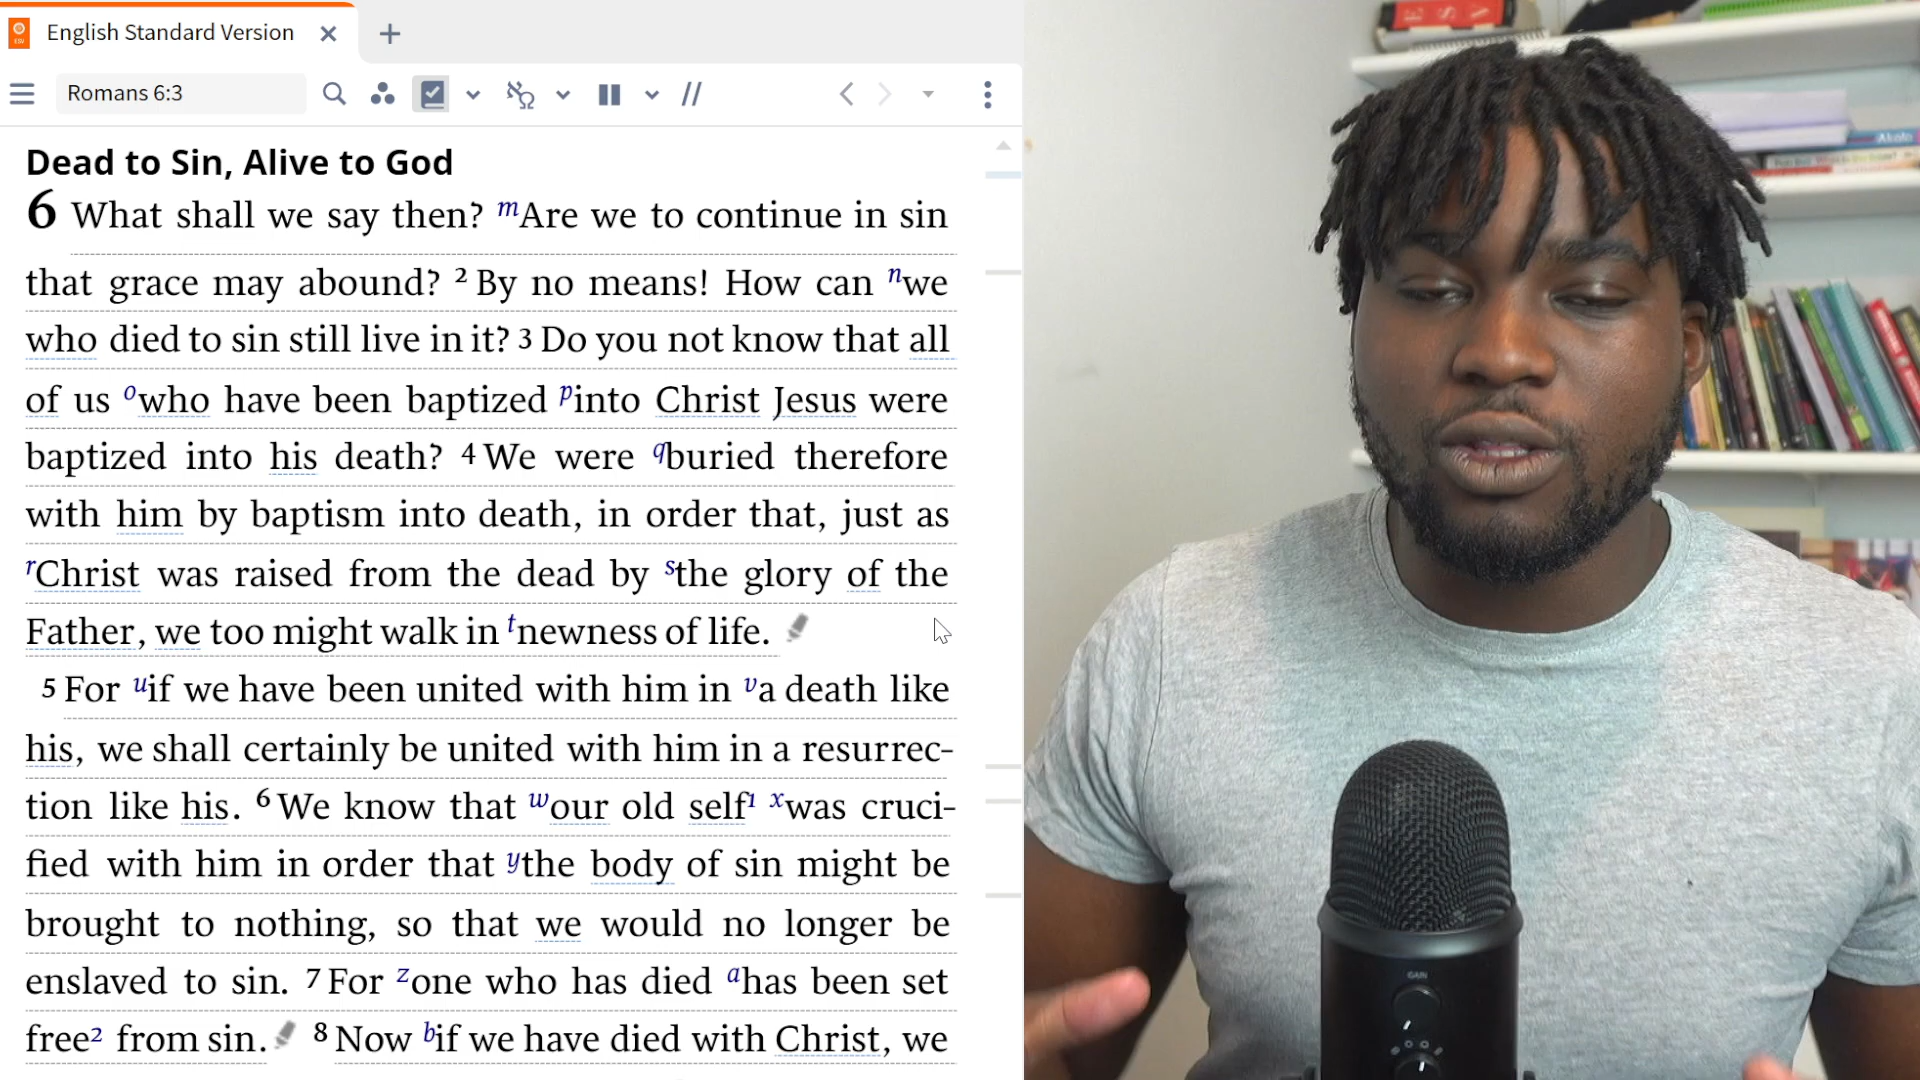 English Standard Version
Romans 6:3
Dead to Sin, Alive to God
6 What shall we say then? mAre we to continue in sin
that grace may abound? 2 By no means! How can nwe
who died to sin still live in it? 3 Do you not know that all
of us owho have been baptized pinto Christ Jesus were
baptized into his death? 4 We were qburied therefore
with him by baptism into death, in order that, just as
rChrist was raised from the dead by sthe glory of the
Father, we too might walk in tnewness of life.
5 For uif we have been united with him in va death like
his, we shall certainly be united with him in a resurrec-
tion like his. 6 We know that wour old self1 xwas cruci-
fied with him in order that ythe body of sin might be
brought to nothing, so that we would no longer be
enslaved to sin. 7 For zone who has died ahas been set
free2 from sin. 8 Now bif we have died with Christ, we
E S V
Akala
GAIN